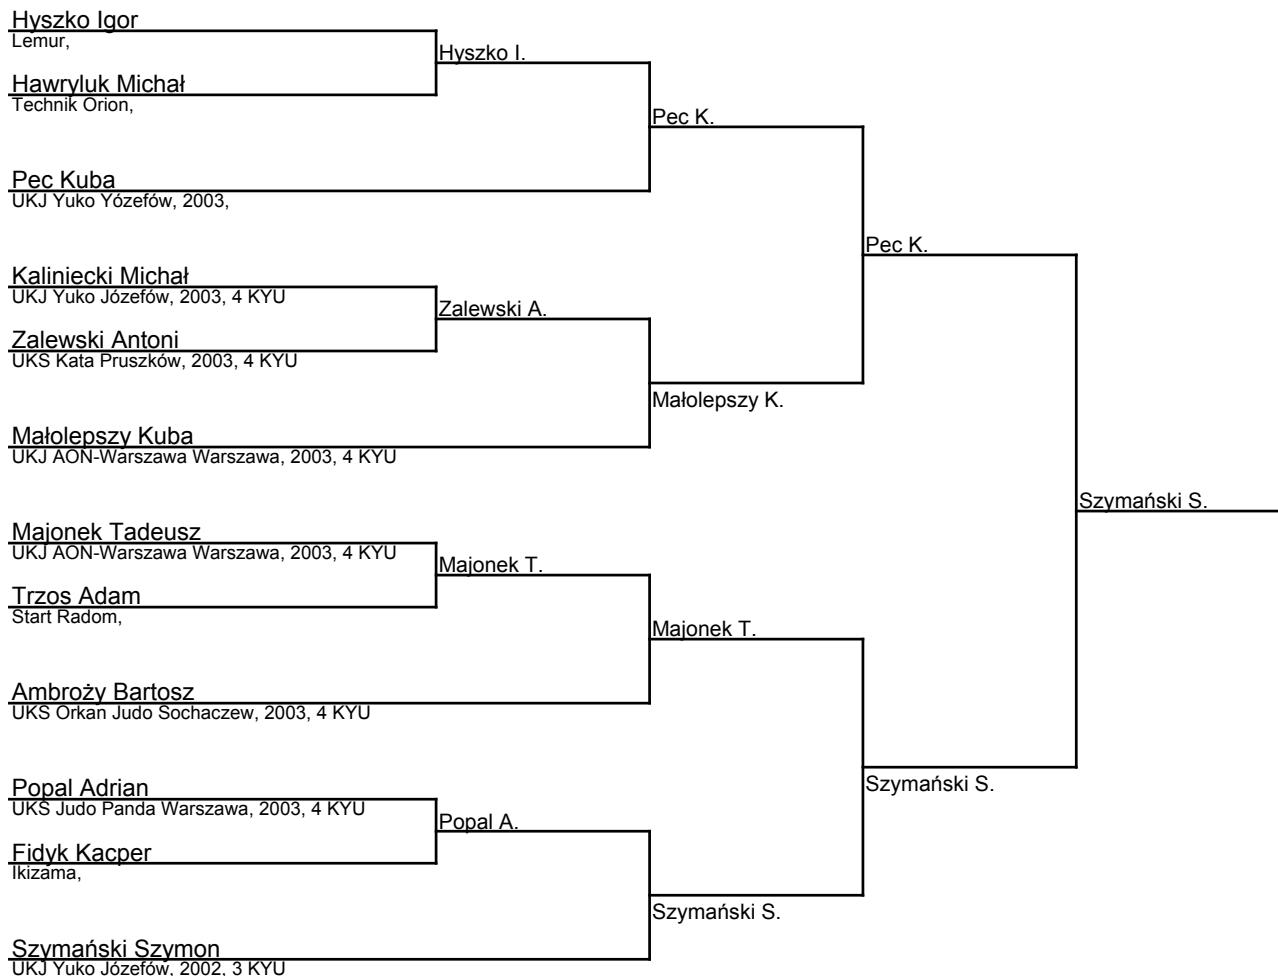 Hyszko Igor
Lemur,
Hyszko I.
Hawryluk Michał
Technik Orion,
Pec K.
Pec Kuba
UKJ Yuko Yózefów, 2003,
Pec K.
Kaliniecki Michał
UKJ Yuko Józefów, 2003, 4 KYU
Zalewski A.
Zalewski Antoni
UKS Kata Pruszków, 2003, 4 KYU
Małolepszy K.
Małolepszy Kuba
UKJ AON-Warszawa Warszawa, 2003, 4 KYU
Szymański S.
Majonek Tadeusz
UKJ AON-Warszawa Warszawa, 2003, 4 KYU
Majonek T.
Trzos Adam
Start Radom,
Majonek T.
Ambroży Bartosz
UKS Orkan Judo Sochaczew, 2003, 4 KYU
Szymański S.
Popal Adrian
UKS Judo Panda Warszawa, 2003, 4 KYU
Popal A.
Fidyk Kacper
Ikizama,
Szymański S.
Szymański Szymon
UKJ Yuko Józefów, 2002, 3 KYU